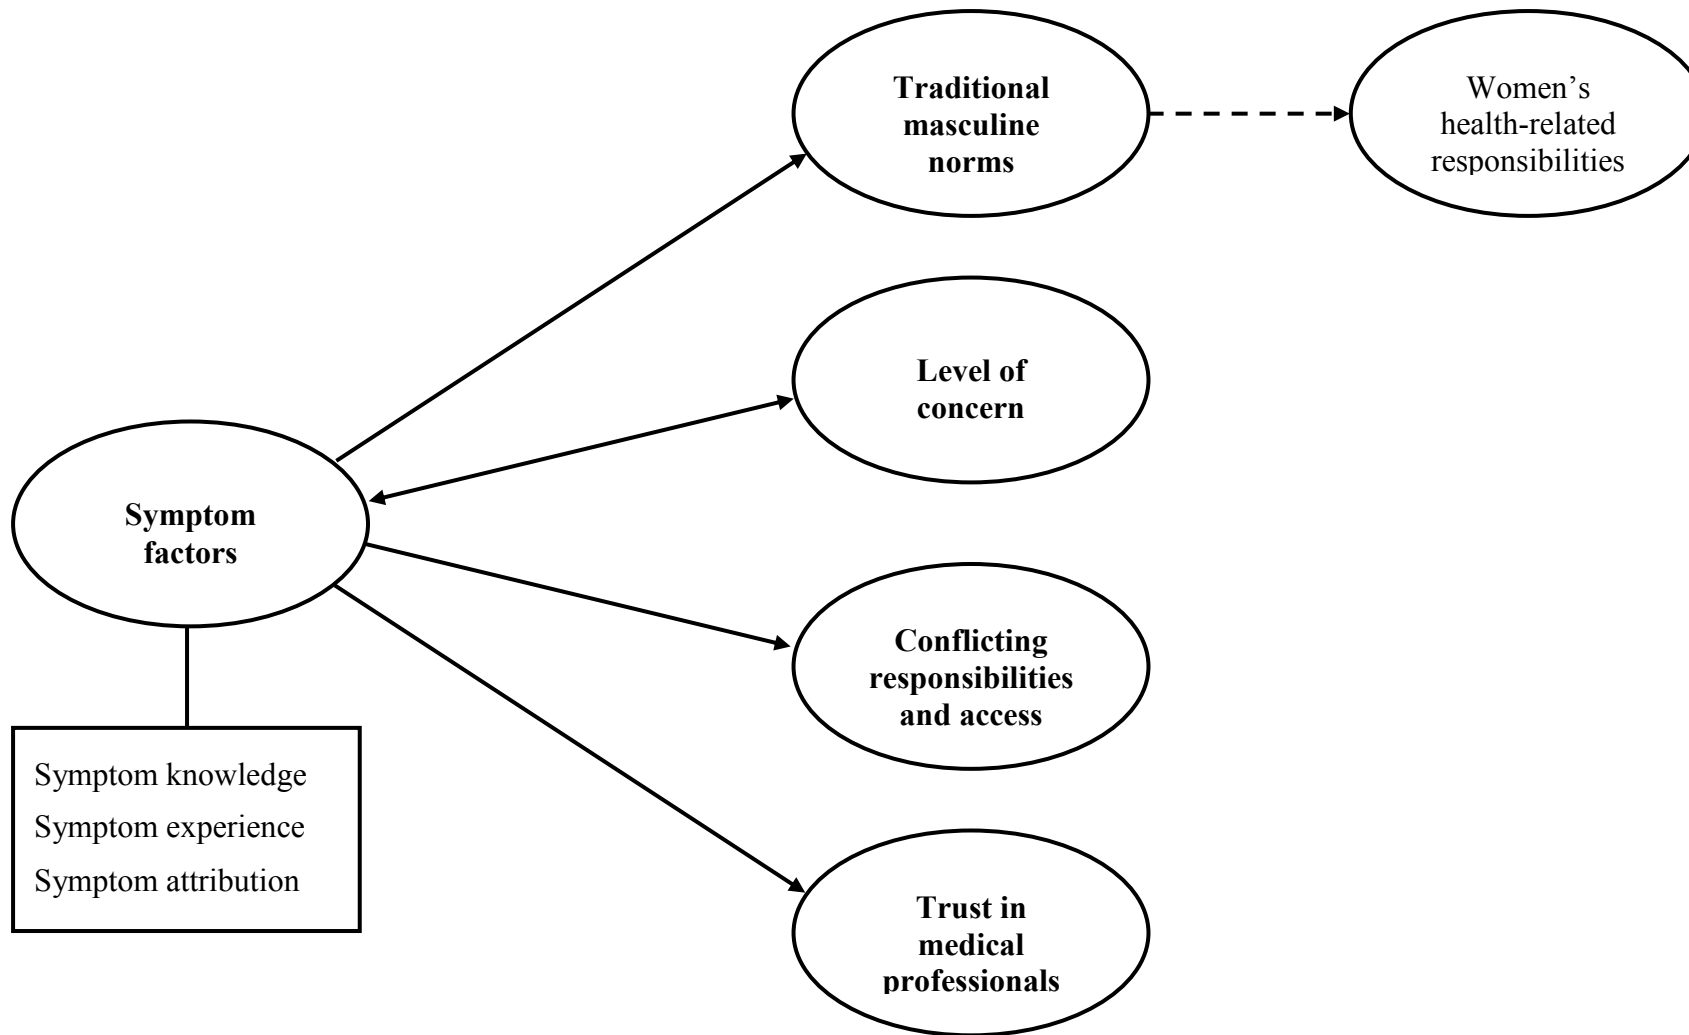 Traditional
masculine
norms
Women’s
health-related
responsibilities
Level of
concern
Symptom
factors
Conflicting
responsibilities
and access
Symptom knowledge
Symptom experience
Symptom attribution
Trust in
medical
professionals